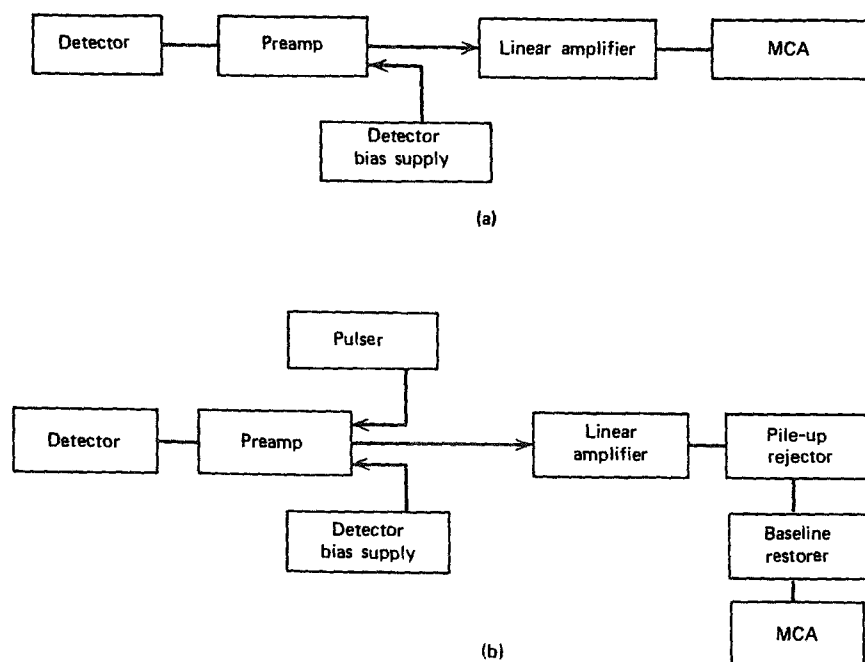 Detector
Preamp
Linear amplifier
MCA
Detector
bias supply
(a)
Pulser
Detector
Preamp
Linear
amplifier
Pile-up
rejector
Detector
bias supply
Baseline
restorer
MCA
(b)